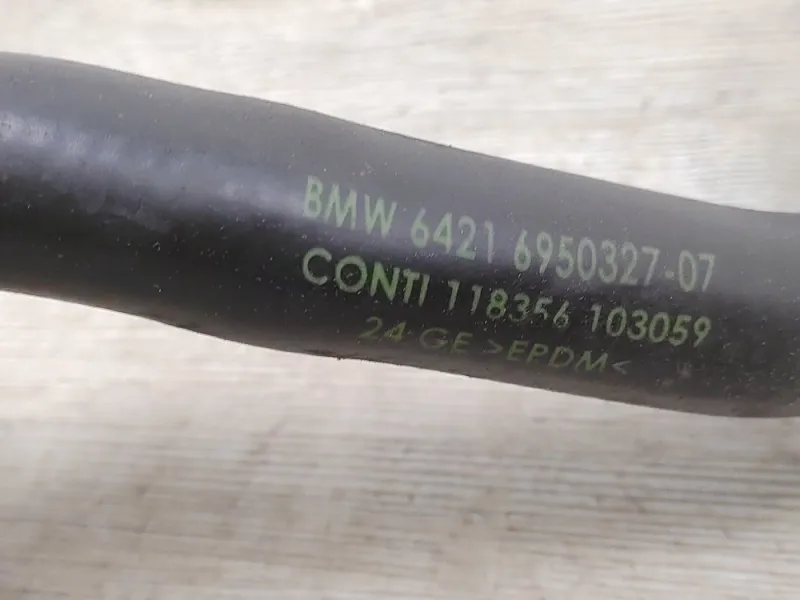 BMW 6421 6950327-07
CONTI 118356 103059
24 GE >EPDM<